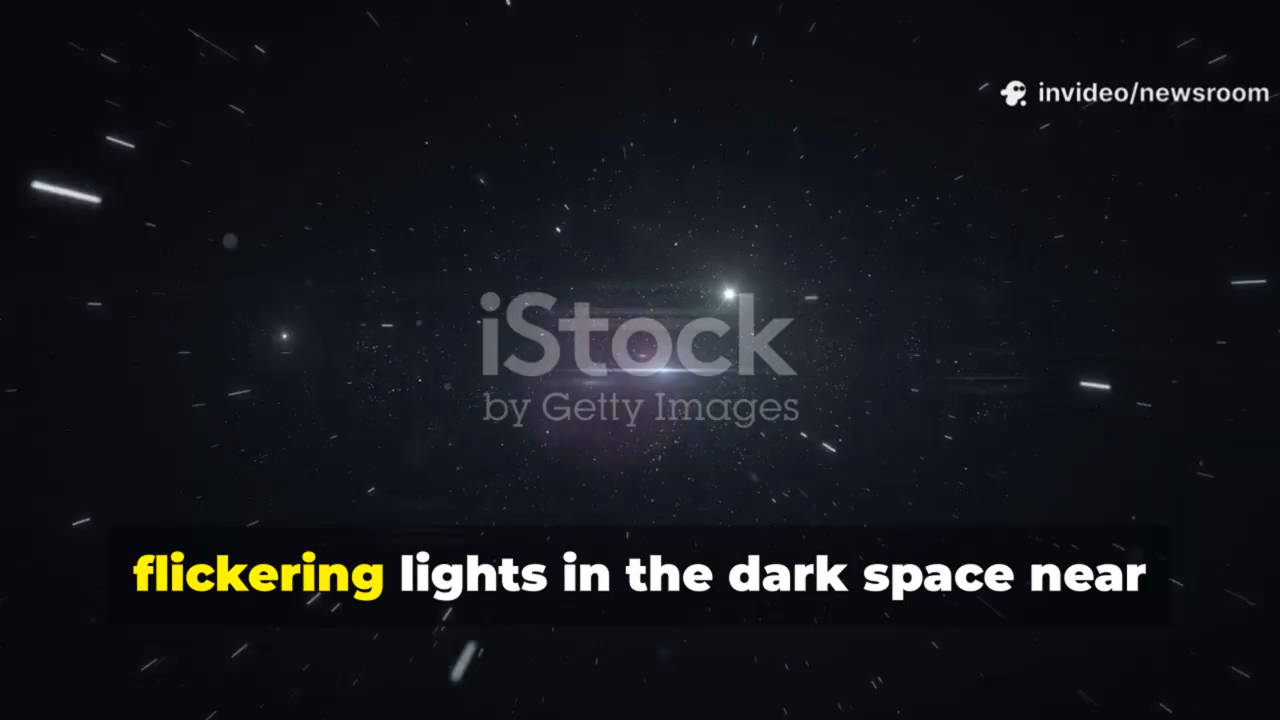 invideo/newsroom
iStock
by Getty Images
flickering lights in the dark space near